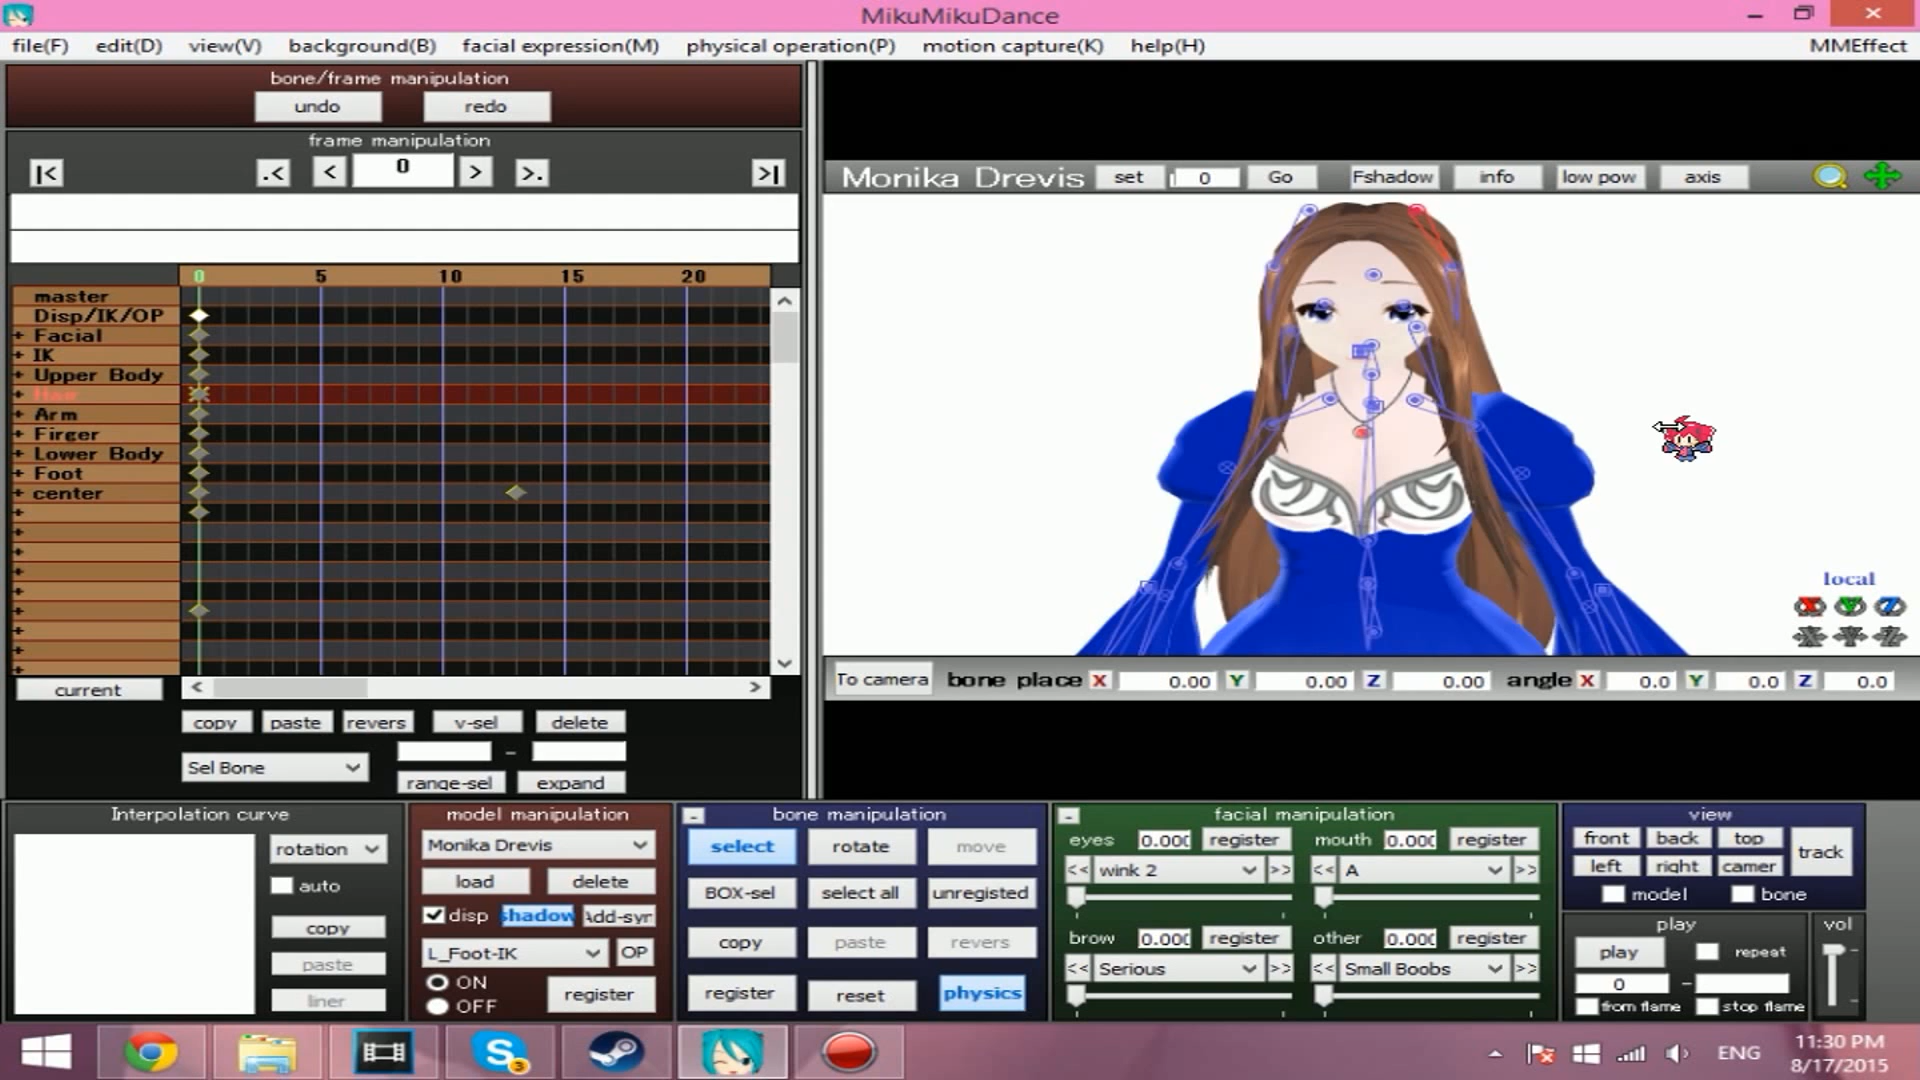 MikuMikuDance
file(F) edit(D) view(V) background(B) facial expression(M) physical operation(P) motion capture(K) help(H) MMEffect
bone/frame manipulation
undo redo
frame manipulation
|< .< < 0 > >. >|
Monika Drevis set 0 Go Fshadow info low pow axis
0 5 10 15 20
master
Disp/IK/OP
+ Facial
+ IK
+ Upper Body
+ Hair
+ Arm
+ Firger
+ Lower Body
+ Foot
+ center
local
X Y Z
current
To camera bone place X 0.00 Y 0.00 Z 0.00 angle X 0.0 Y 0.0 Z 0.0
copy paste revers v-sel delete
Sel Bone -
range-sel expand
Interpolation curve
rotation
auto
copy
paste
liner
model manipulation
Monika Drevis
load delete
disp shadow Add-syn
L_Foot-IK OP
ON
OFF
register
- bone manipulation
select rotate move
BOX-sel select all unregisted
copy paste revers
register reset physics
- facial manipulation
eyes 0.000 register mouth 0.000 register
<< wink 2 >> << A >>
brow 0.000 register other 0.000 register
<< Serious >> << Small Boobs >>
view
front back top
left right camer
track
model bone
play
play repeat
0 -
from flame stop flame
vol
3
ENG
11:30 PM
8/17/2015